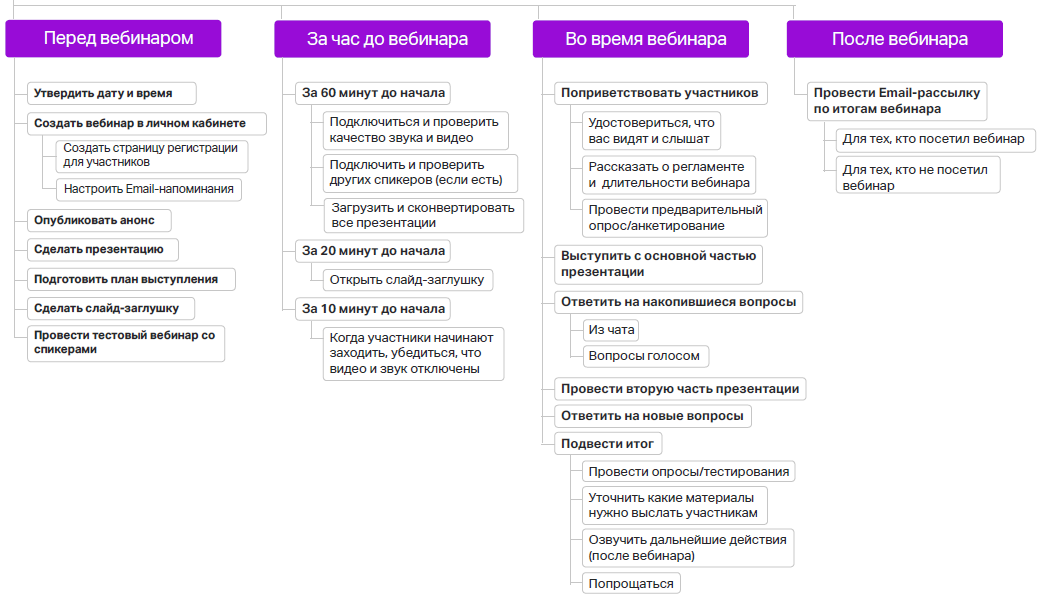 Перед вебинаром
Утвердить дату и время
Создать вебинар в личном кабинете
Создать страницу регистрации
для участников
Настроить Email-напоминания
Опубликовать анонс
Сделать презентацию
Подготовить план выступления
Сделать слайд-заглушку
Провести тестовый вебинар со
спикерами
За час до вебинара
За 60 минут до начала
Подключиться и проверить
качество звука и видео
Подключить и проверить
других спикеров (если есть)
Загрузить и сконвертировать
все презентации
За 20 минут до начала
Открыть слайд-заглушку
За 10 минут до начала
Когда участники начинают
заходить, убедиться, что
видео и звук отключены
Во время вебинара
Поприветствовать участников
Удостовериться, что
вас видят и слышат
Рассказать о регламенте
и длительности вебинара
Провести предварительный
опрос/анкетирование
Выступить с основной частью
презентации
Ответить на накопившиеся вопросы
Из чата
Вопросы голосом
Провести вторую часть презентации
Ответить на новые вопросы
Подвести итог
Провести опросы/тестирования
Уточнить какие материалы
нужно выслать участникам
Озвучить дальнейшие действия
(после вебинара)
Попрощаться
После вебинара
Провести Email-рассылку
по итогам вебинара
Для тех, кто посетил вебинар
Для тех, кто не посетил
вебинар